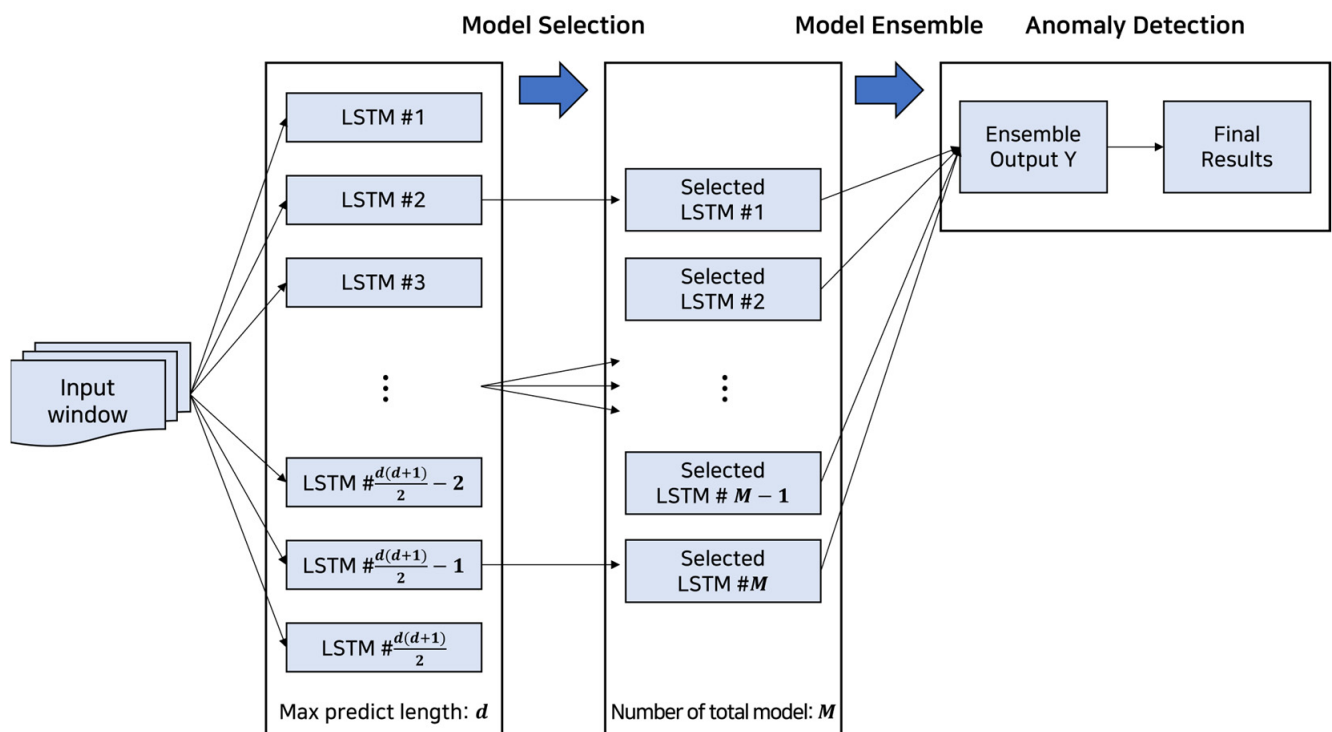 Model Selection
Model Ensemble
Anomaly Detection
Input
window
LSTM #1
LSTM #2
LSTM #3
⋮
LSTM #d(d+1)/2 − 2
LSTM #d(d+1)/2 − 1
LSTM #d(d+1)/2
Max predict length: d
Selected
LSTM #1
Selected
LSTM #2
⋮
Selected
LSTM # M − 1
Selected
LSTM #M
Number of total model: M
Ensemble
Output Y
Final
Results